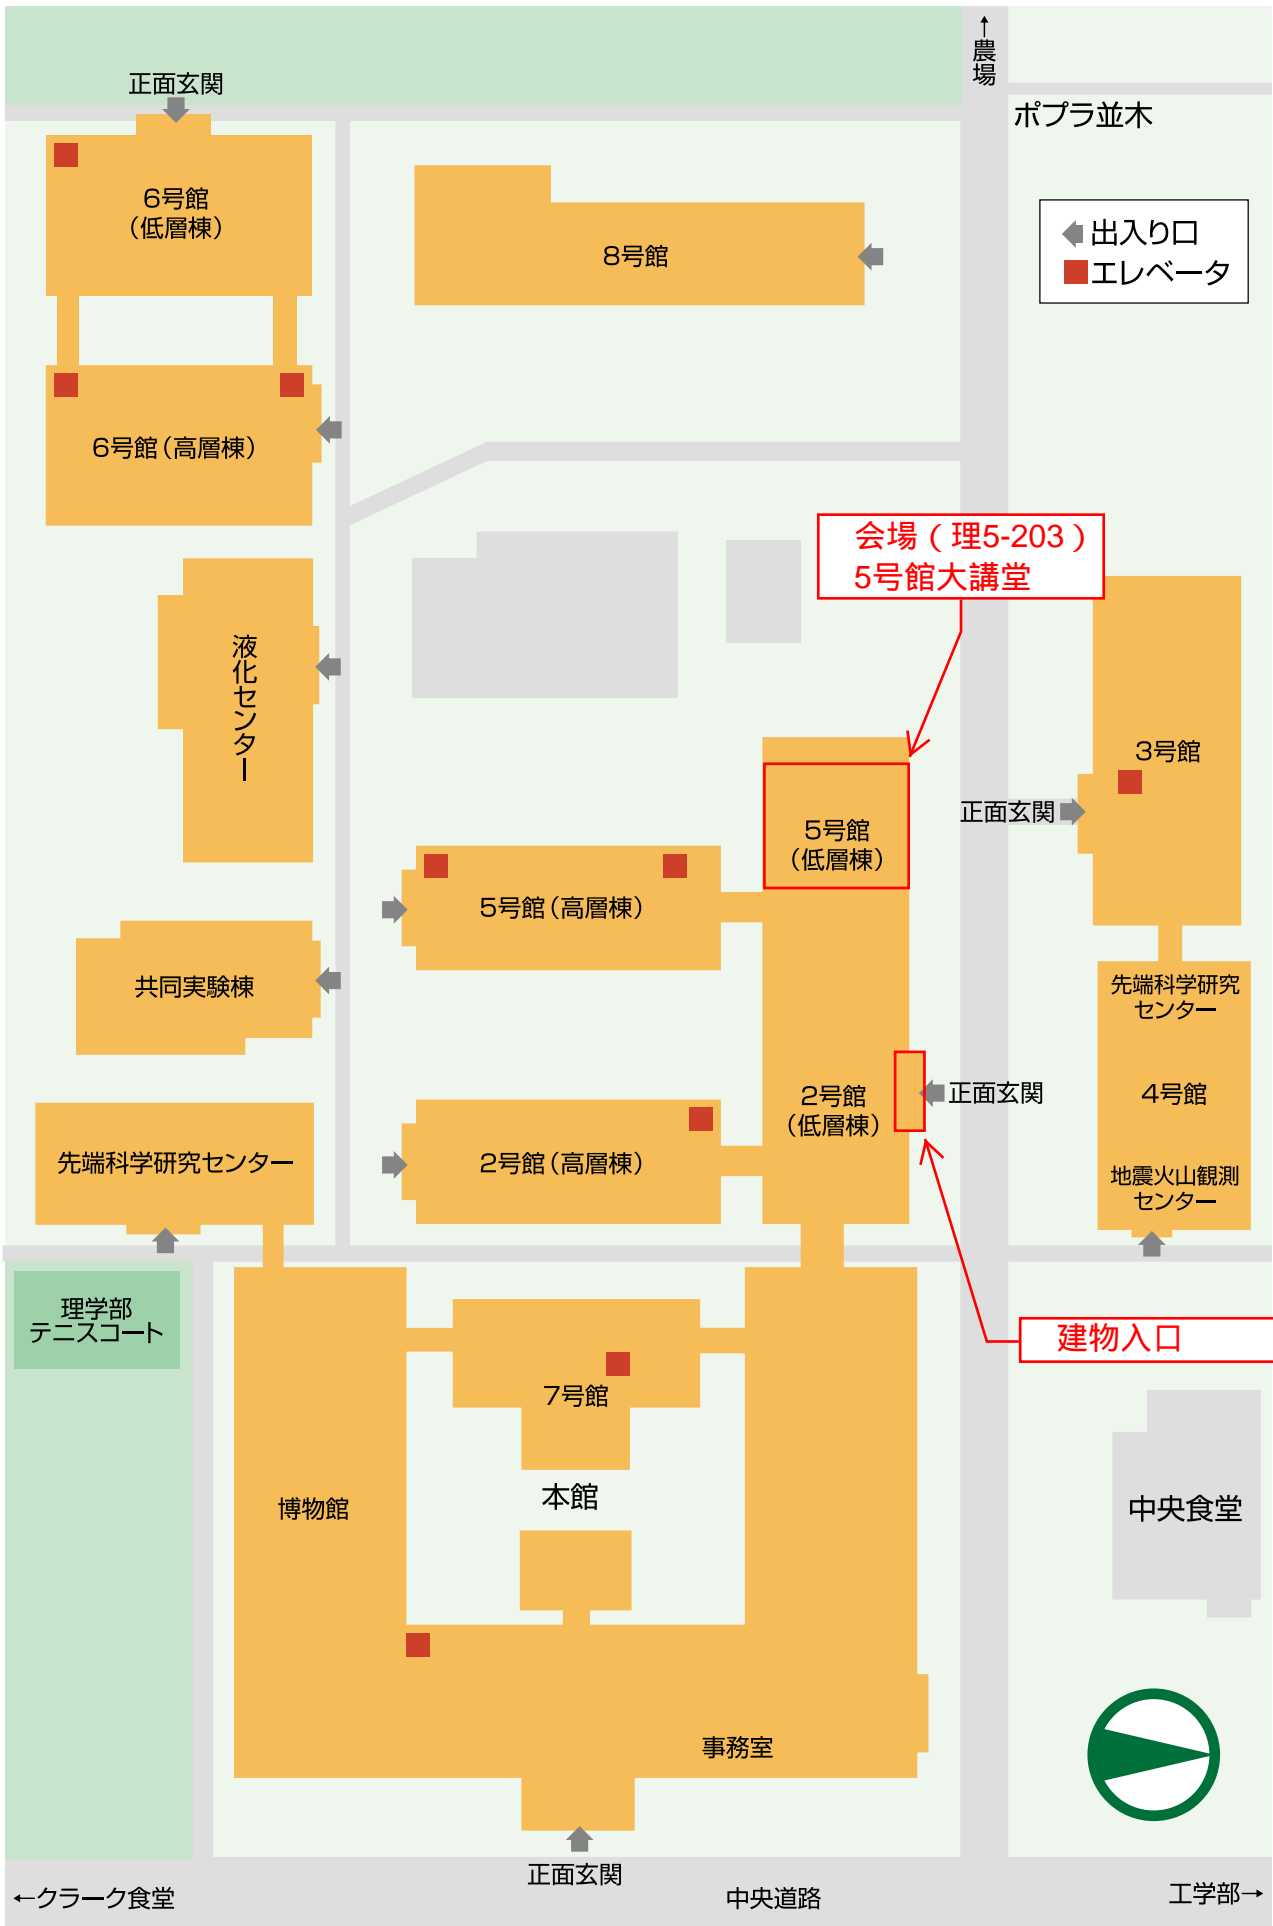 ↑農場
正面玄関
ポプラ並木
6号館
（低層棟）
8号館
出入り口
エレベータ
6号館（高層棟）
会場（理5-203）
5号館大講堂
液化センター
3号館
正面玄関
5号館
（低層棟）
5号館（高層棟）
共同実験棟
先端科学研究
センター
2号館
（低層棟）
正面玄関
4号館
先端科学研究センター
2号館（高層棟）
地震火山観測
センター
理学部
テニスコート
建物入口
7号館
本館
博物館
中央食堂
事務室
正面玄関
←クラーク食堂
中央道路
工学部→